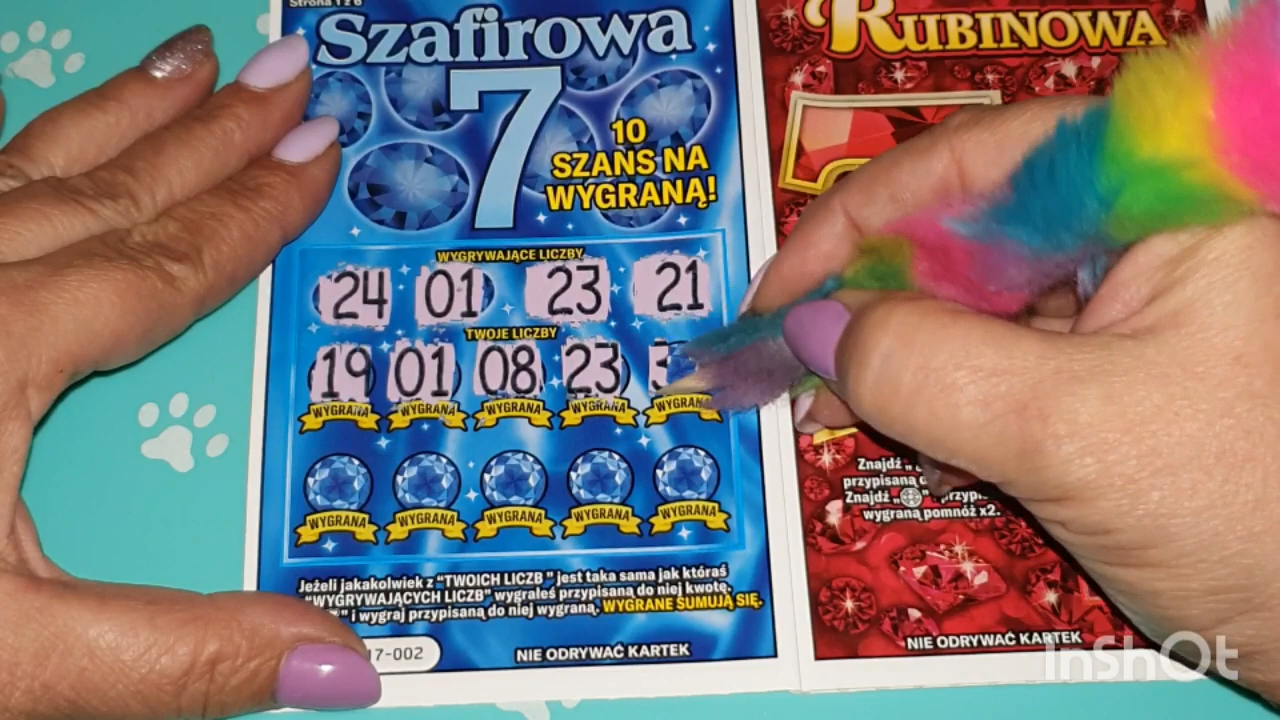 Strona 1 z 6
Szafirowa
7
10
SZANS NA
WYGRANĄ!
WYGRYWAJĄCE LICZBY
24 01 23 21
TWOJE LICZBY
19 01 08 23
WYGRANA WYGRANA WYGRANA WYGRANA WYGRANA
WYGRANA WYGRANA WYGRANA WYGRANA WYGRANA
Jeżeli jakakolwiek z "TWOICH LICZB " jest taka sama jak któraś
"WYGRYWAJĄCYCH LICZB" wygrałeś przypisaną do niej kwotę.
" i wygraj przypisaną do niej wygraną. WYGRANE SUMUJĄ SIĘ.
17-002
NIE ODRYWAĆ KARTEK
RUBINOWA
Znajdź „
przypisaną
Znajdź „ "
wygraną pomnóż x2.
NIE ODRYWAĆ KARTEK
InShOt